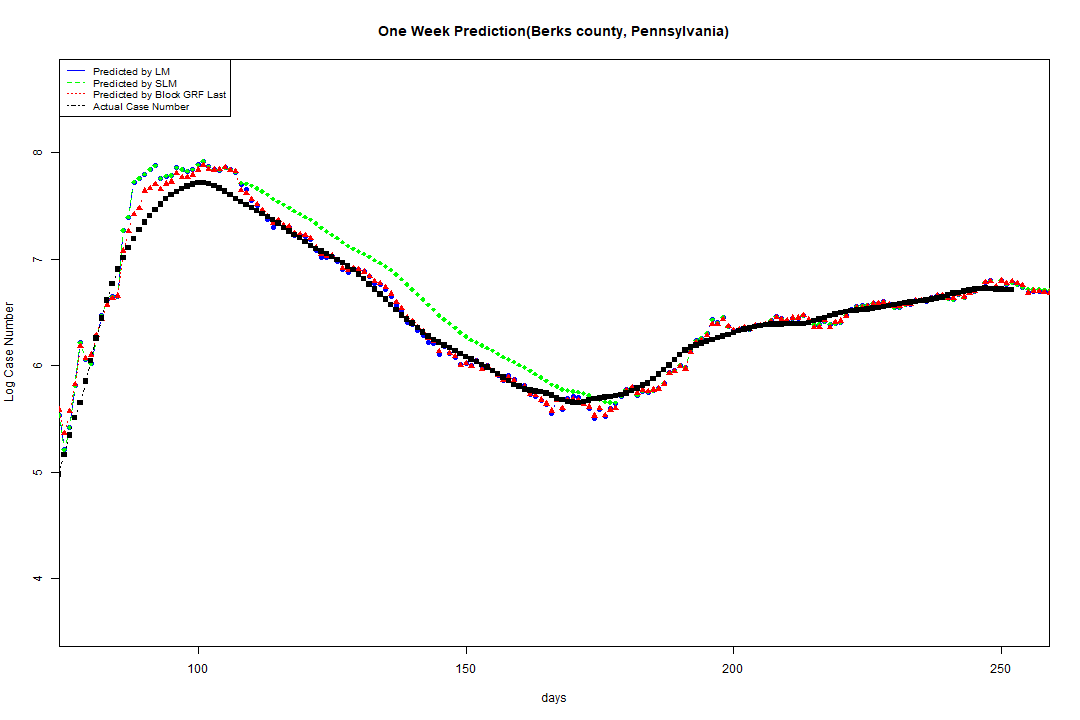 One Week Prediction(Berks county, Pennsylvania)
Predicted by LM
Predicted by SLM
Predicted by Block GRF Last
Actual Case Number
8
7
6
5
4
Log Case Number
100 150 200 250
days